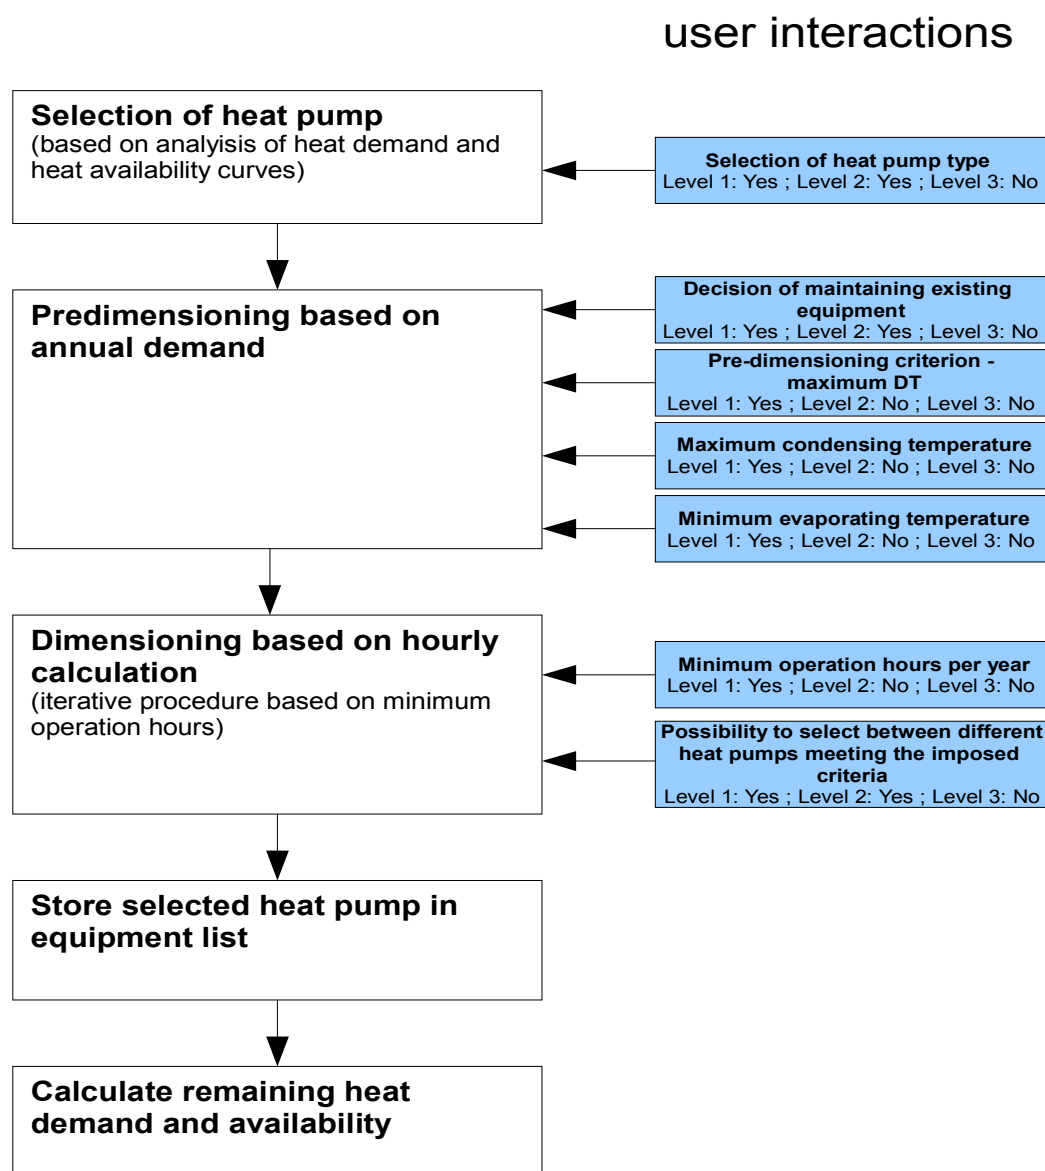 user interactions
Selection of heat pump
(based on analyisis of heat demand and
heat availability curves)
Selection of heat pump type
Level 1: Yes ; Level 2: Yes ; Level 3: No
Predimensioning based on
annual demand
Decision of maintaining existing
equipment
Level 1: Yes ; Level 2: Yes ; Level 3: No
Pre-dimensioning criterion -
maximum DT
Level 1: Yes ; Level 2: No ; Level 3: No
Maximum condensing temperature
Level 1: Yes ; Level 2: No ; Level 3: No
Minimum evaporating temperature
Level 1: Yes ; Level 2: No ; Level 3: No
Dimensioning based on hourly
calculation
(iterative procedure based on minimum
operation hours)
Minimum operation hours per year
Level 1: Yes ; Level 2: No ; Level 3: No
Possibility to select between different
heat pumps meeting the imposed
criteria
Level 1: Yes ; Level 2: Yes ; Level 3: No
Store selected heat pump in
equipment list
Calculate remaining heat
demand and availability